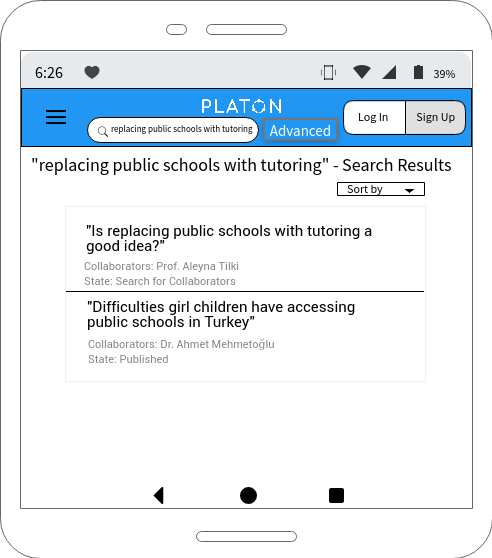 6:26
39%
PLATON
replacing public schools with tutoring
Advanced
Log In
Sign Up
"replacing public schools with tutoring" - Search Results
Sort by
"Is replacing public schools with tutoring a
good idea?"
Collaborators: Prof. Aleyna Tilki
State: Search for Collaborators
"Difficulties girl children have accessing
public schools in Turkey"
Collaborators: Dr. Ahmet Mehmetoğlu
State: Published